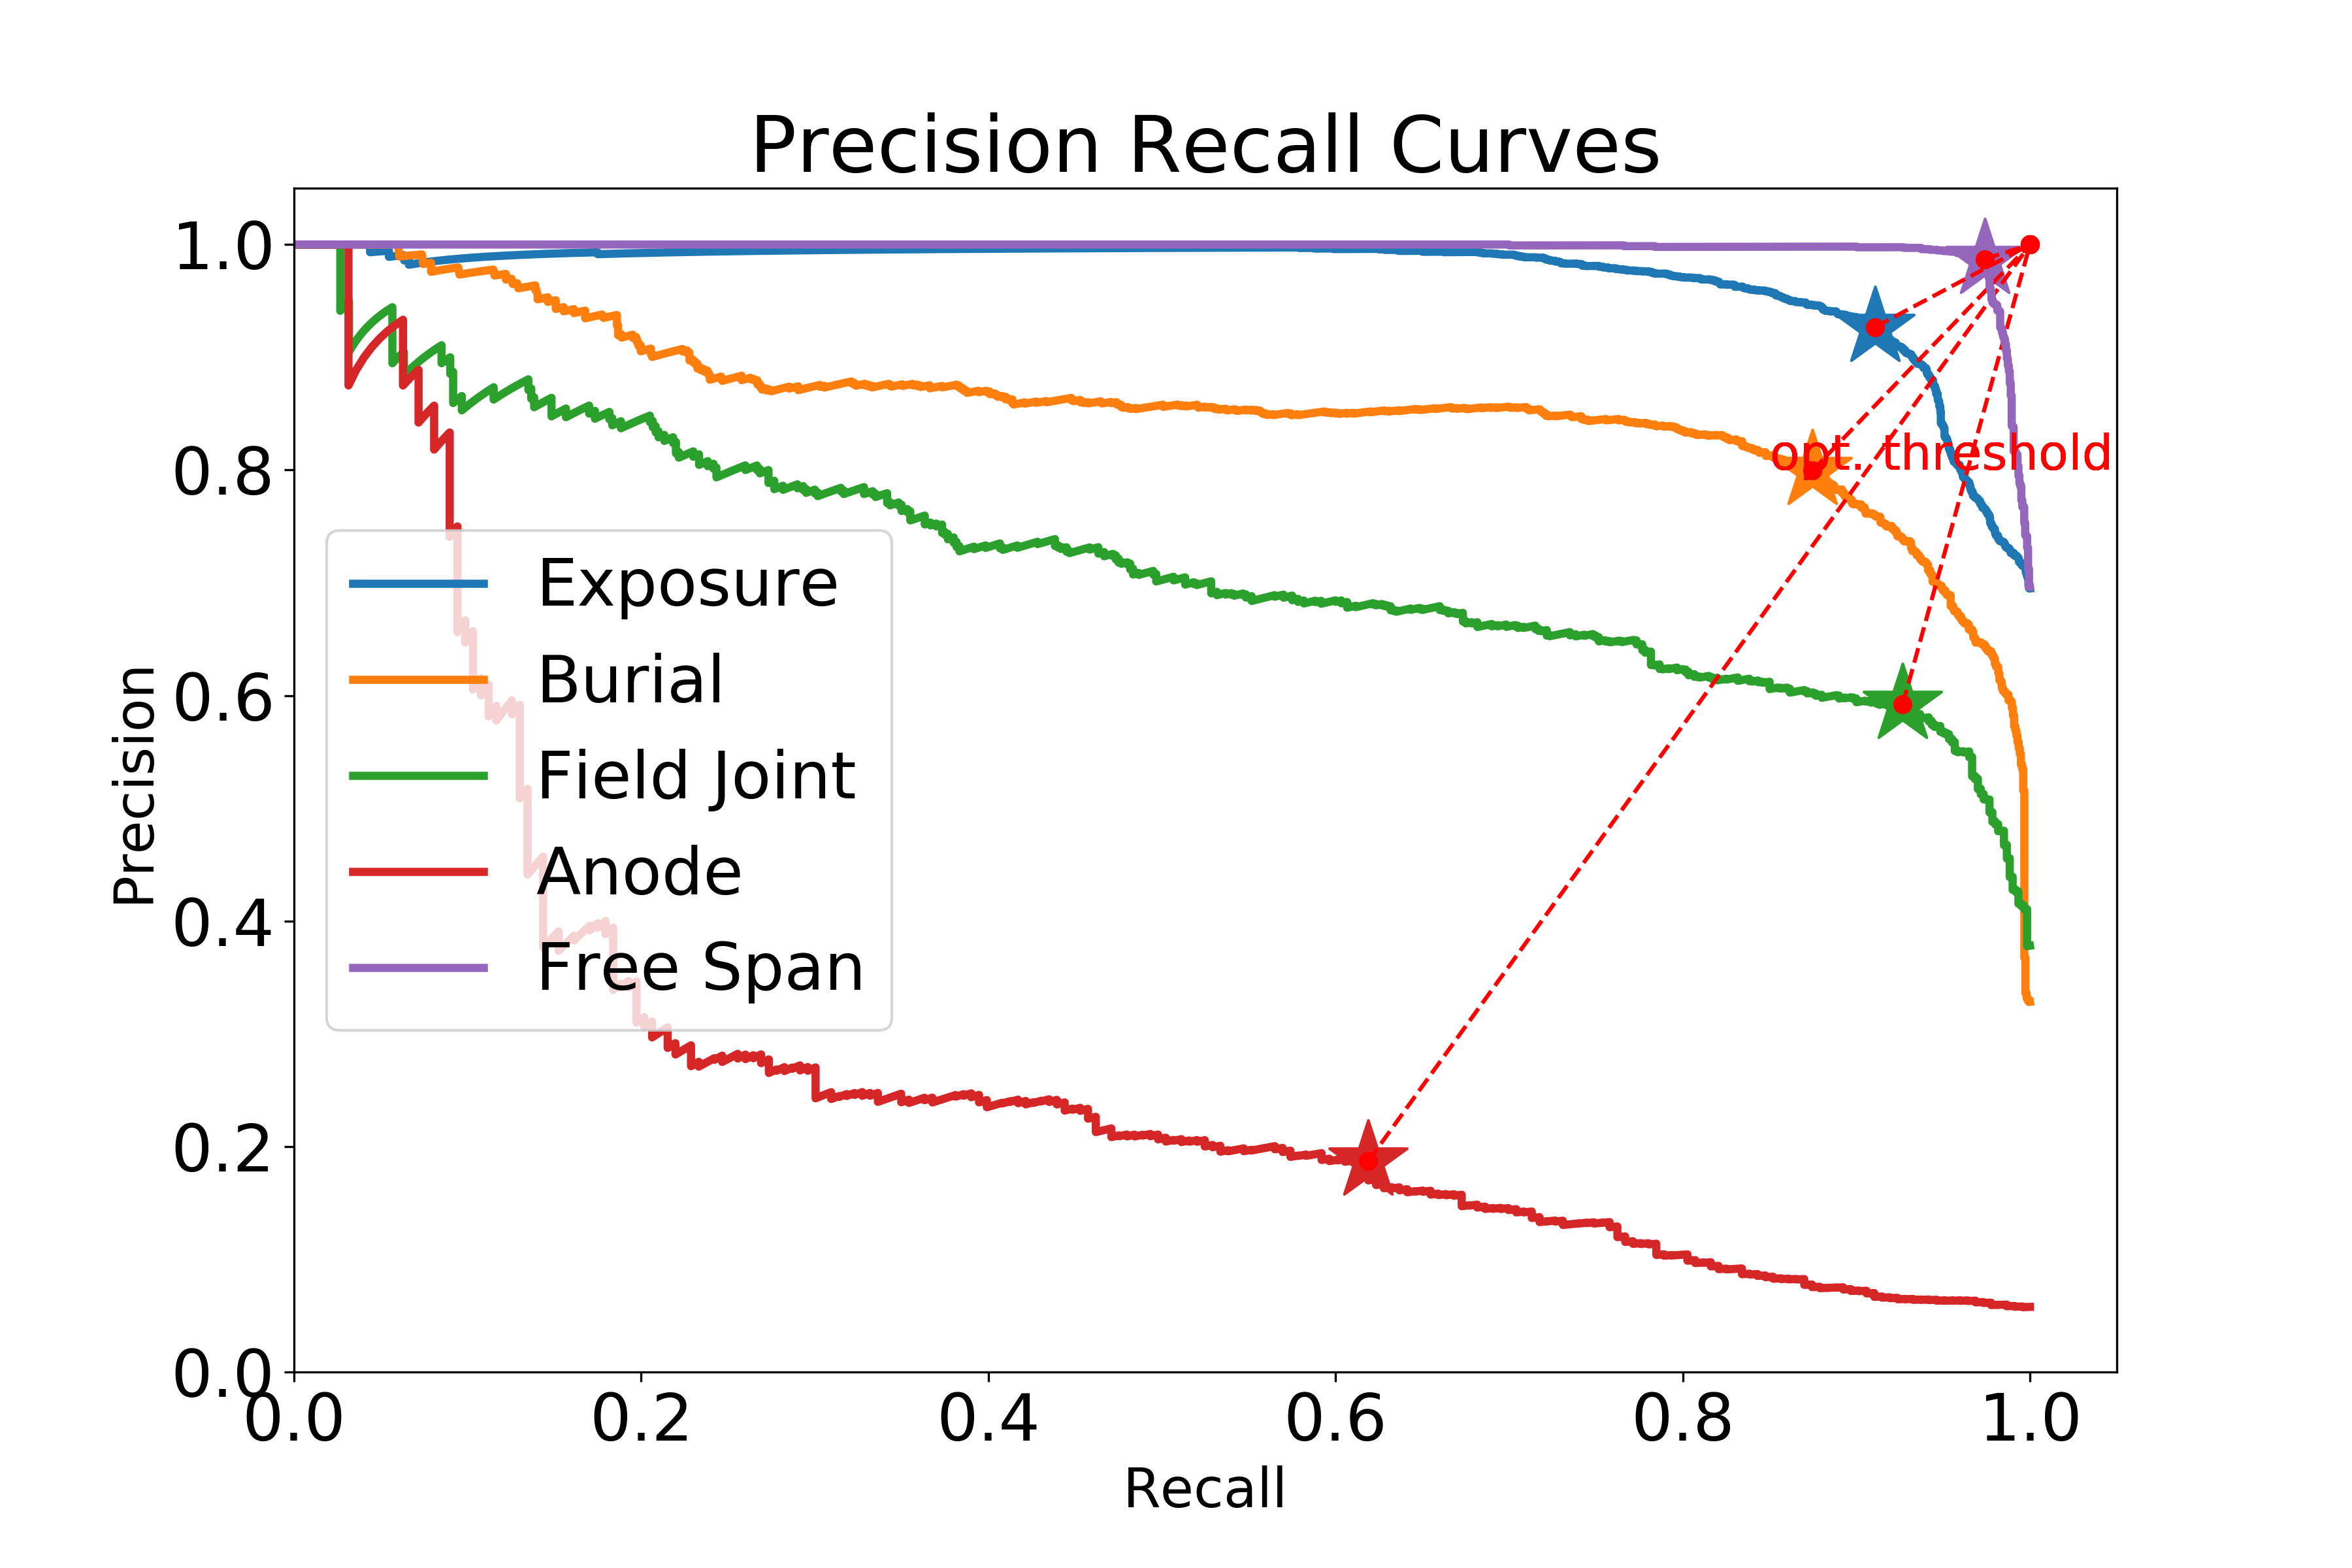 Precision Recall Curves
1.0
0.8
0.6
0.4
0.2
0.0
Precision
opt. threshold
Exposure
Burial
Field Joint
Anode
Free Span
0.0 0.2 0.4 0.6 0.8 1.0
Recall